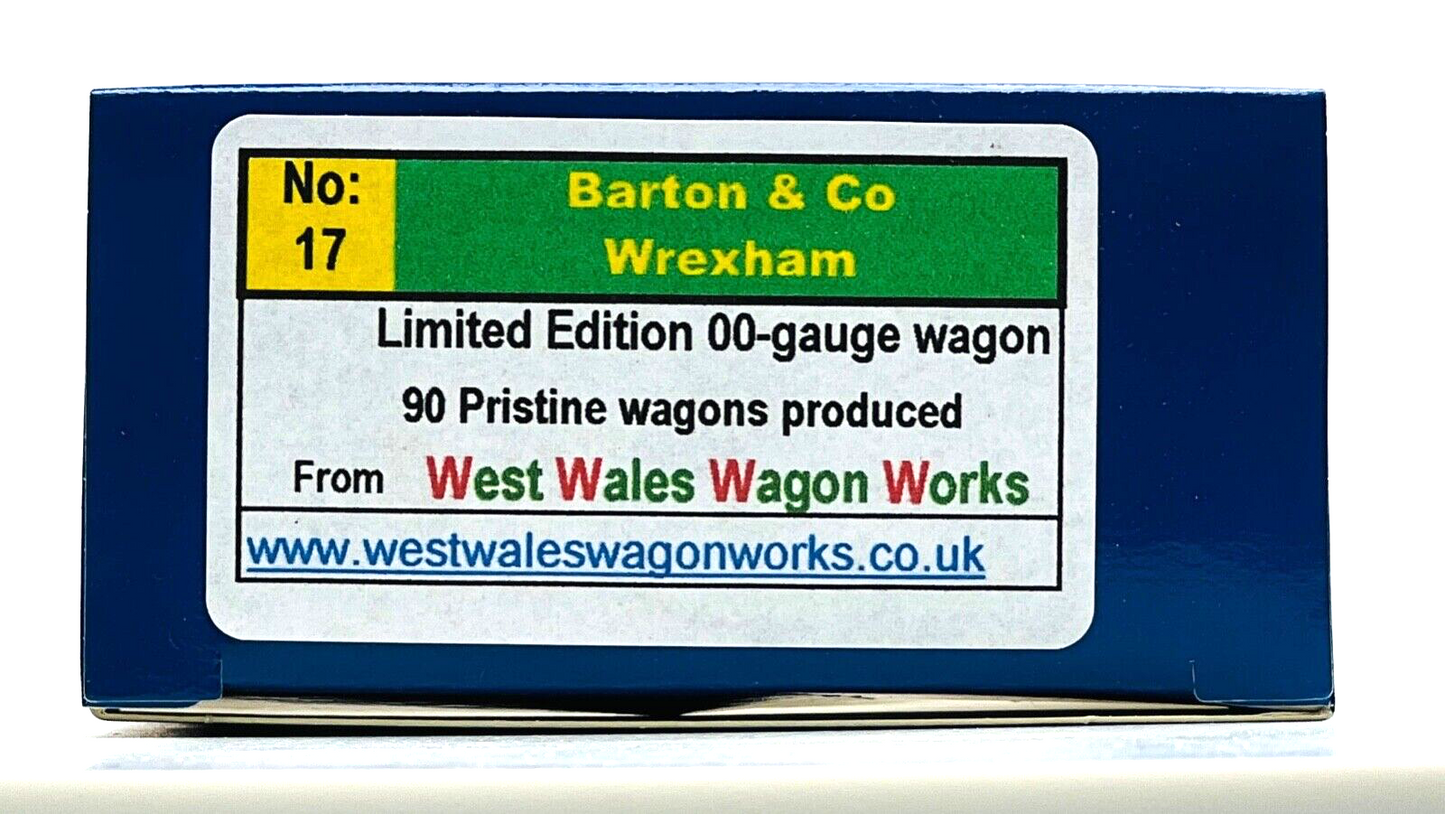 No:
17
Barton & Co
Wrexham
Limited Edition 00-gauge wagon
90 Pristine wagons produced
From West Wales Wagon Works
www.westwaleswagonworks.co.uk